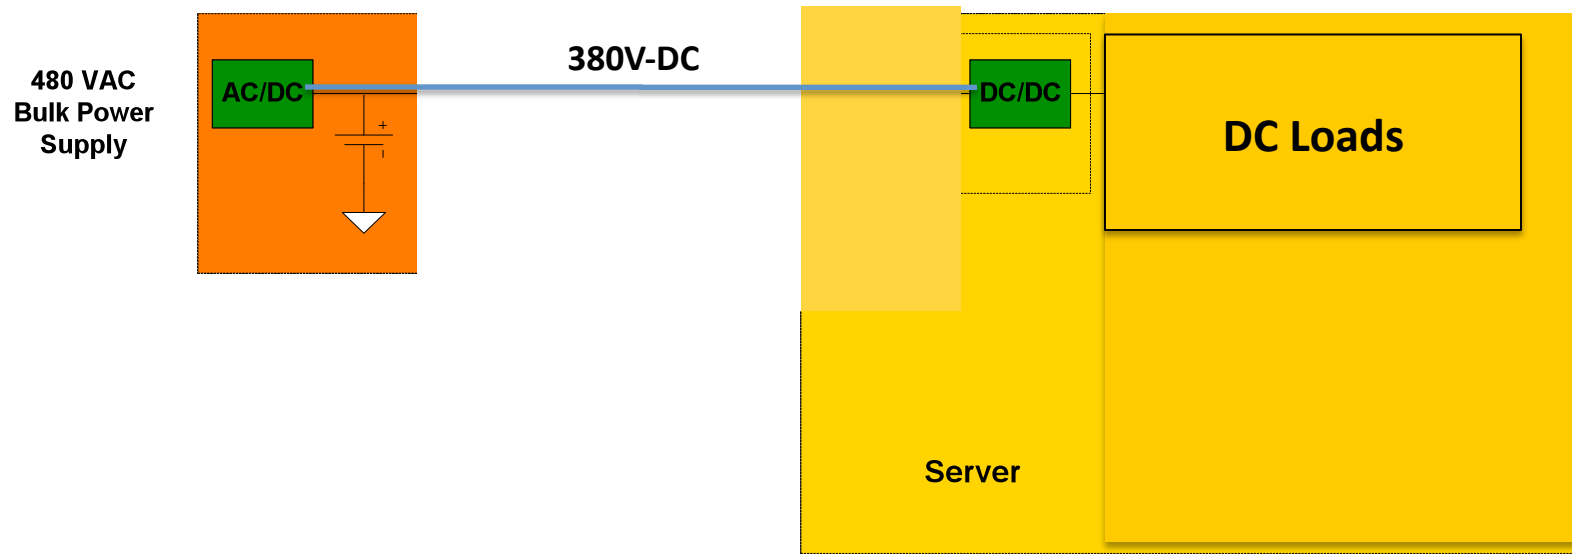 480 VAC
Bulk Power
Supply
AC/DC
+
380V-DC
DC/DC
DC Loads
Server